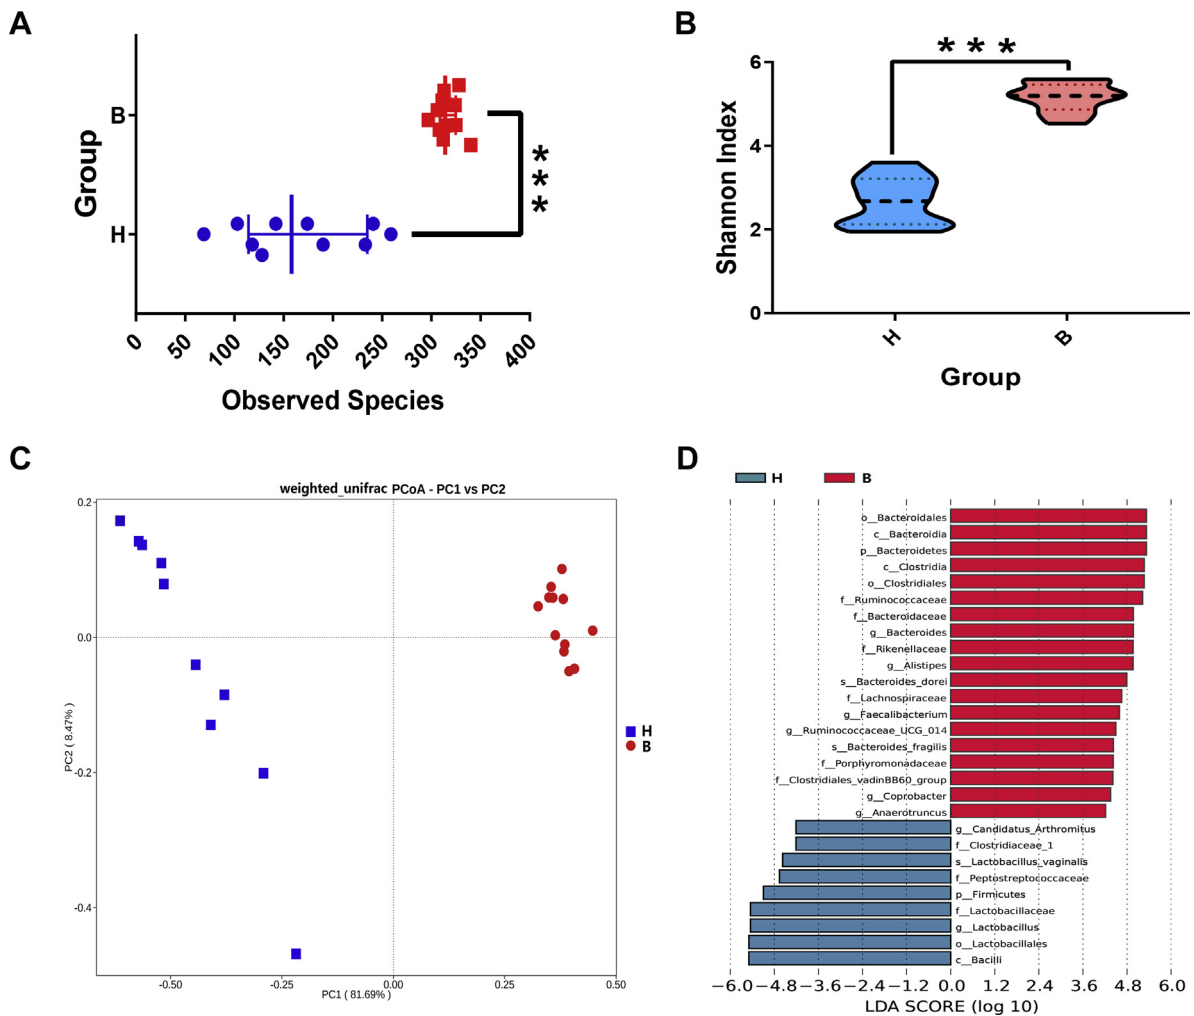 A
B
H
Group
***
0
50
100
150
200
250
300
350
400
Observed Species
B
***
6
4
2
0
Shannon Index
H
B
Group
C
weighted_unifrac PCoA - PC1 vs PC2
0.2
0.0
-0.2
-0.4
PC2 ( 8.47%)
-0.50
-0.25
0.00
0.25
0.50
PC1 ( 81.69%)
H
B
D
H
B
o__Bacteroidales
c__Bacteroidia
p__Bacteroidetes
c__Clostridia
o__Clostridiales
f__Ruminococcaceae
f__Bacteroidaceae
g__Bacteroides
f__Rikenellaceae
g__Alistipes
s__Bacteroides_dorei
f__Lachnospiraceae
g__Faecalibacterium
g__Ruminococcaceae_UCG_014
s__Bacteroides_fragilis
f__Porphyromonadaceae
f__Clostridiales_vadinBB60_group
g__Coprobacter
g__Anaerotruncus
g__Candidatus_Arthromitus
f__Clostridiaceae_1
s__Lactobacillus_vaginalis
f__Peptostreptococcaceae
p__Firmicutes
f__Lactobacillaceae
g__Lactobacillus
o__Lactobacillales
c__Bacilli
−6.0 −4.8 −3.6 −2.4 −1.2 0.0 1.2 2.4 3.6 4.8 6.0
LDA SCORE (log 10)